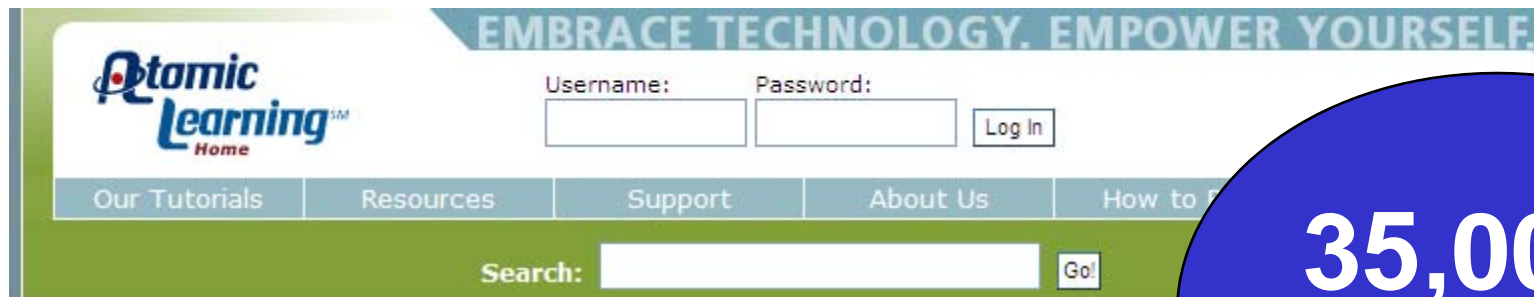 EMBRACE TECHNOLOGY. EMPOWER YOURSELF.
Atomic
Learning SM
Home
Username: Password:
Log In
Our Tutorials Resources Support About Us How to
Search: Go!
35,00